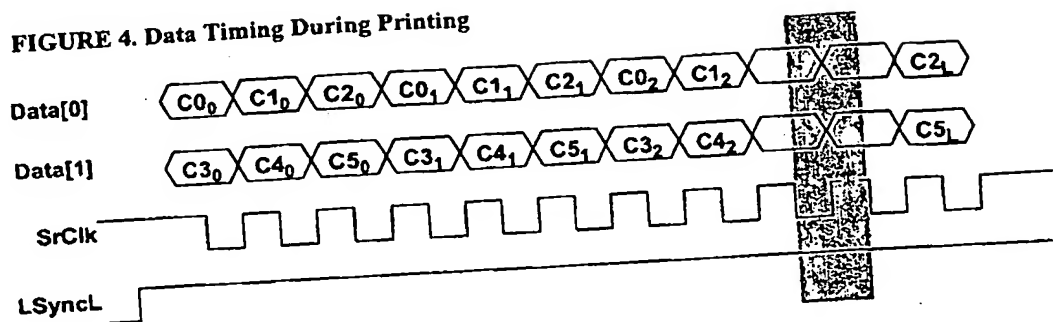 FIGURE 4. Data Timing During Printing
Data[0] C0₀ C1₀ C2₀ C0₁ C1₁ C2₁ C0₂ C1₂ C2L
Data[1] C3₀ C4₀ C5₀ C3₁ C4₁ C5₁ C3₂ C4₂ C5L
SrClk
LSyncL